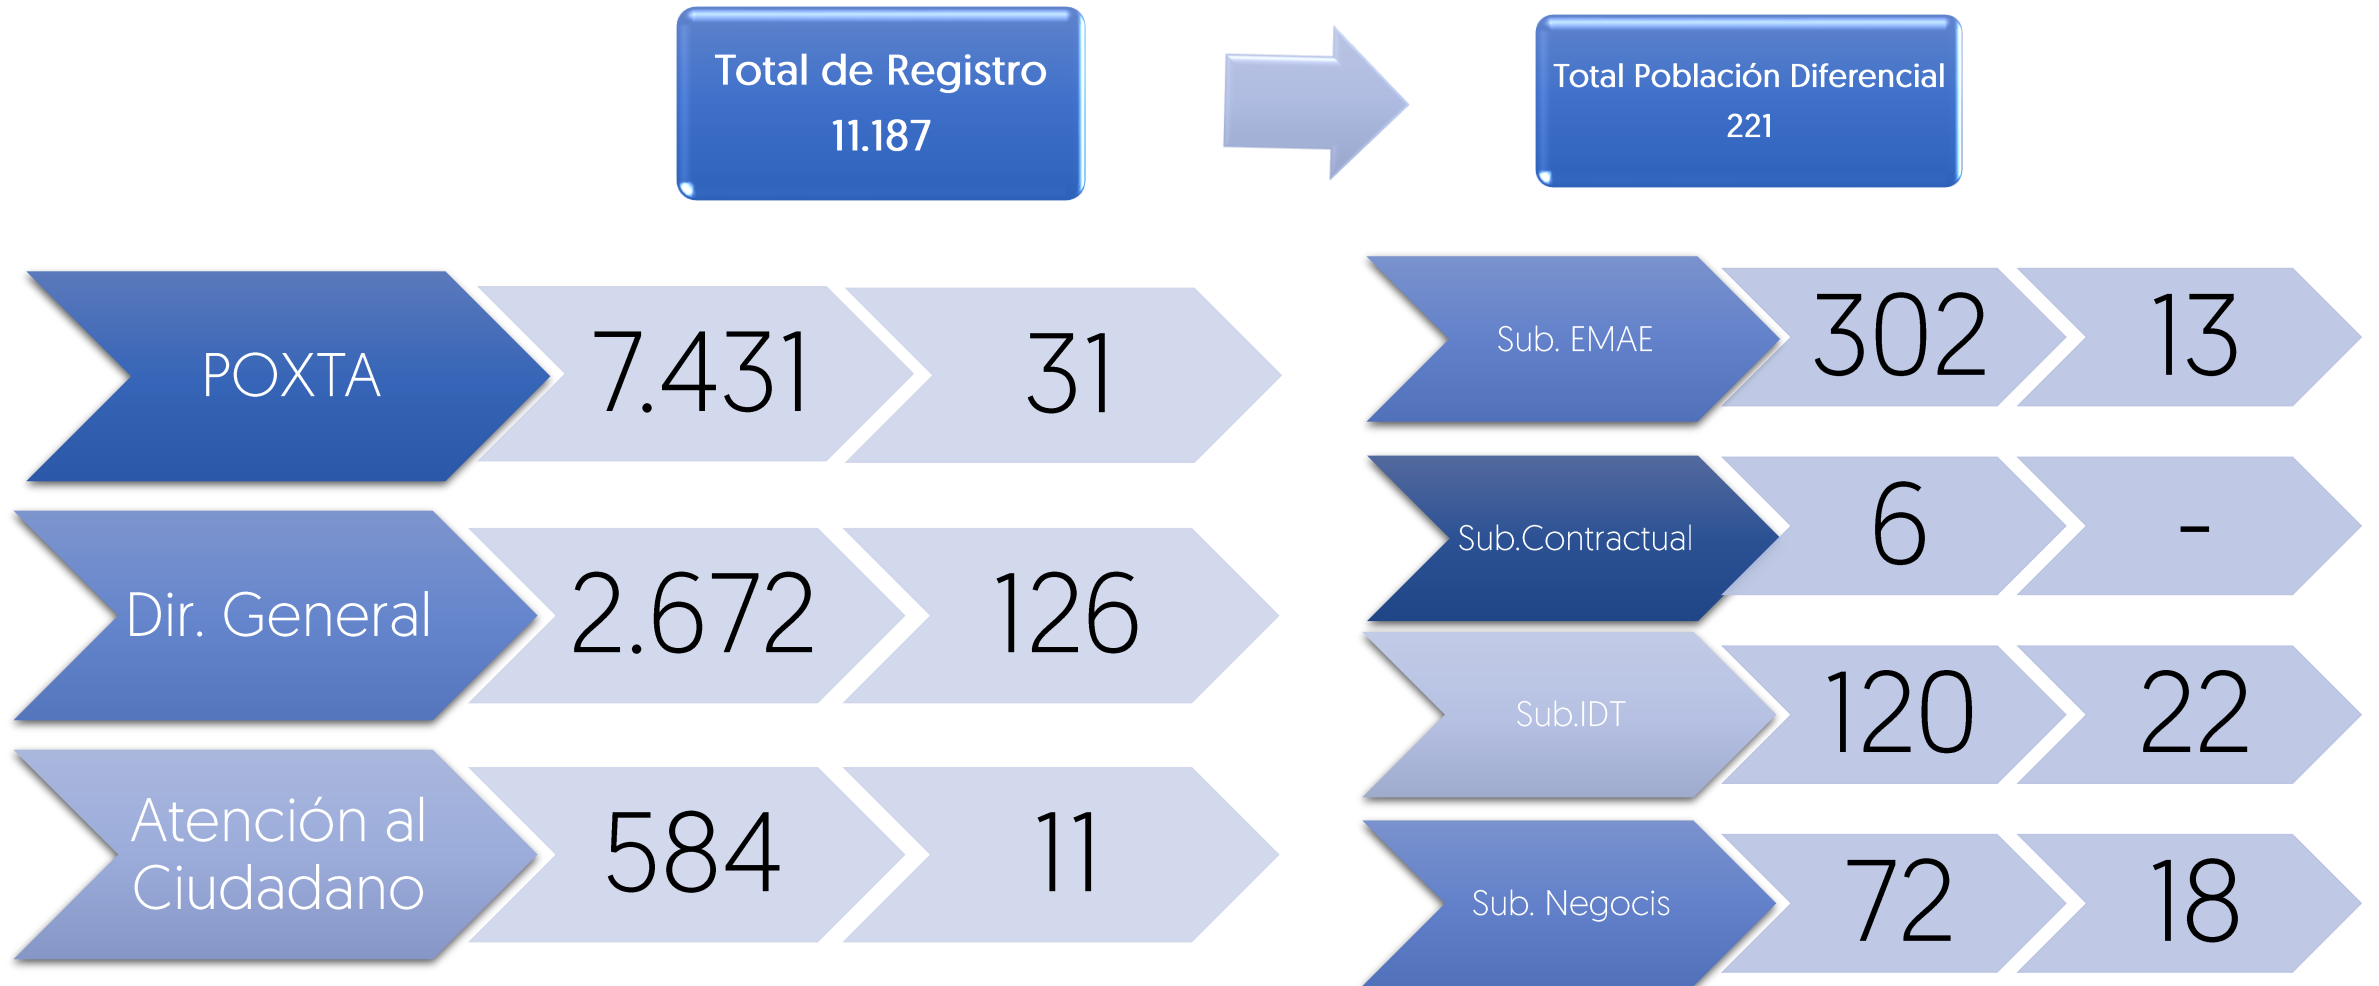 Total de Registro
11.187
Total Población Diferencial
221
POXTA
7.431
31
Dir. General
2.672
126
Atención al
Ciudadano
584
11
Sub. EMAE
302
13
Sub.Contractual
6
-
Sub.IDT
120
22
Sub. Negocis
72
18